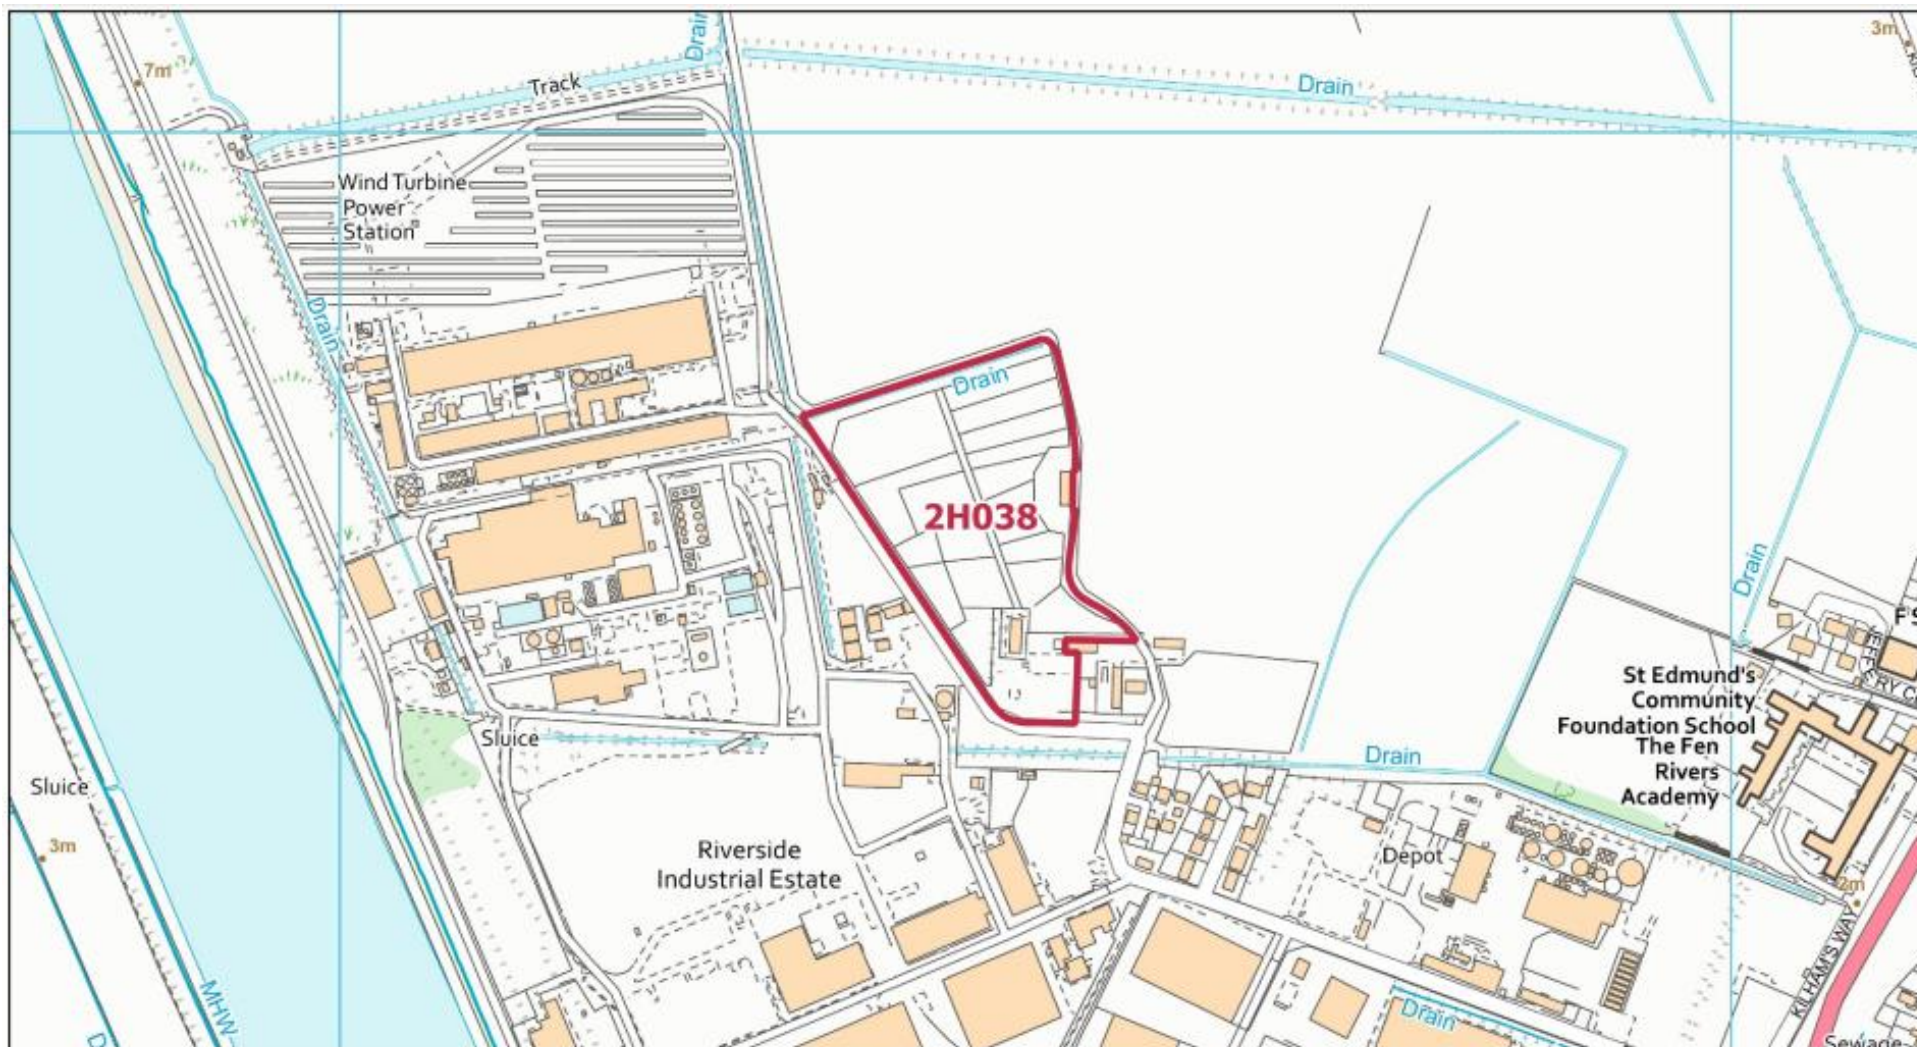 Drain
3m
7m
Track
Drain
Wind Turbine
Power
Station
Drain
Drain
2H038
Drain
St Edmund's
Community
Foundation School
The Fen
Rivers
Academy
Sluice
Drain
Sluice
3m
Riverside
Industrial Estate
Depot
2m
KILHAM'S WAY
MHW
Drain